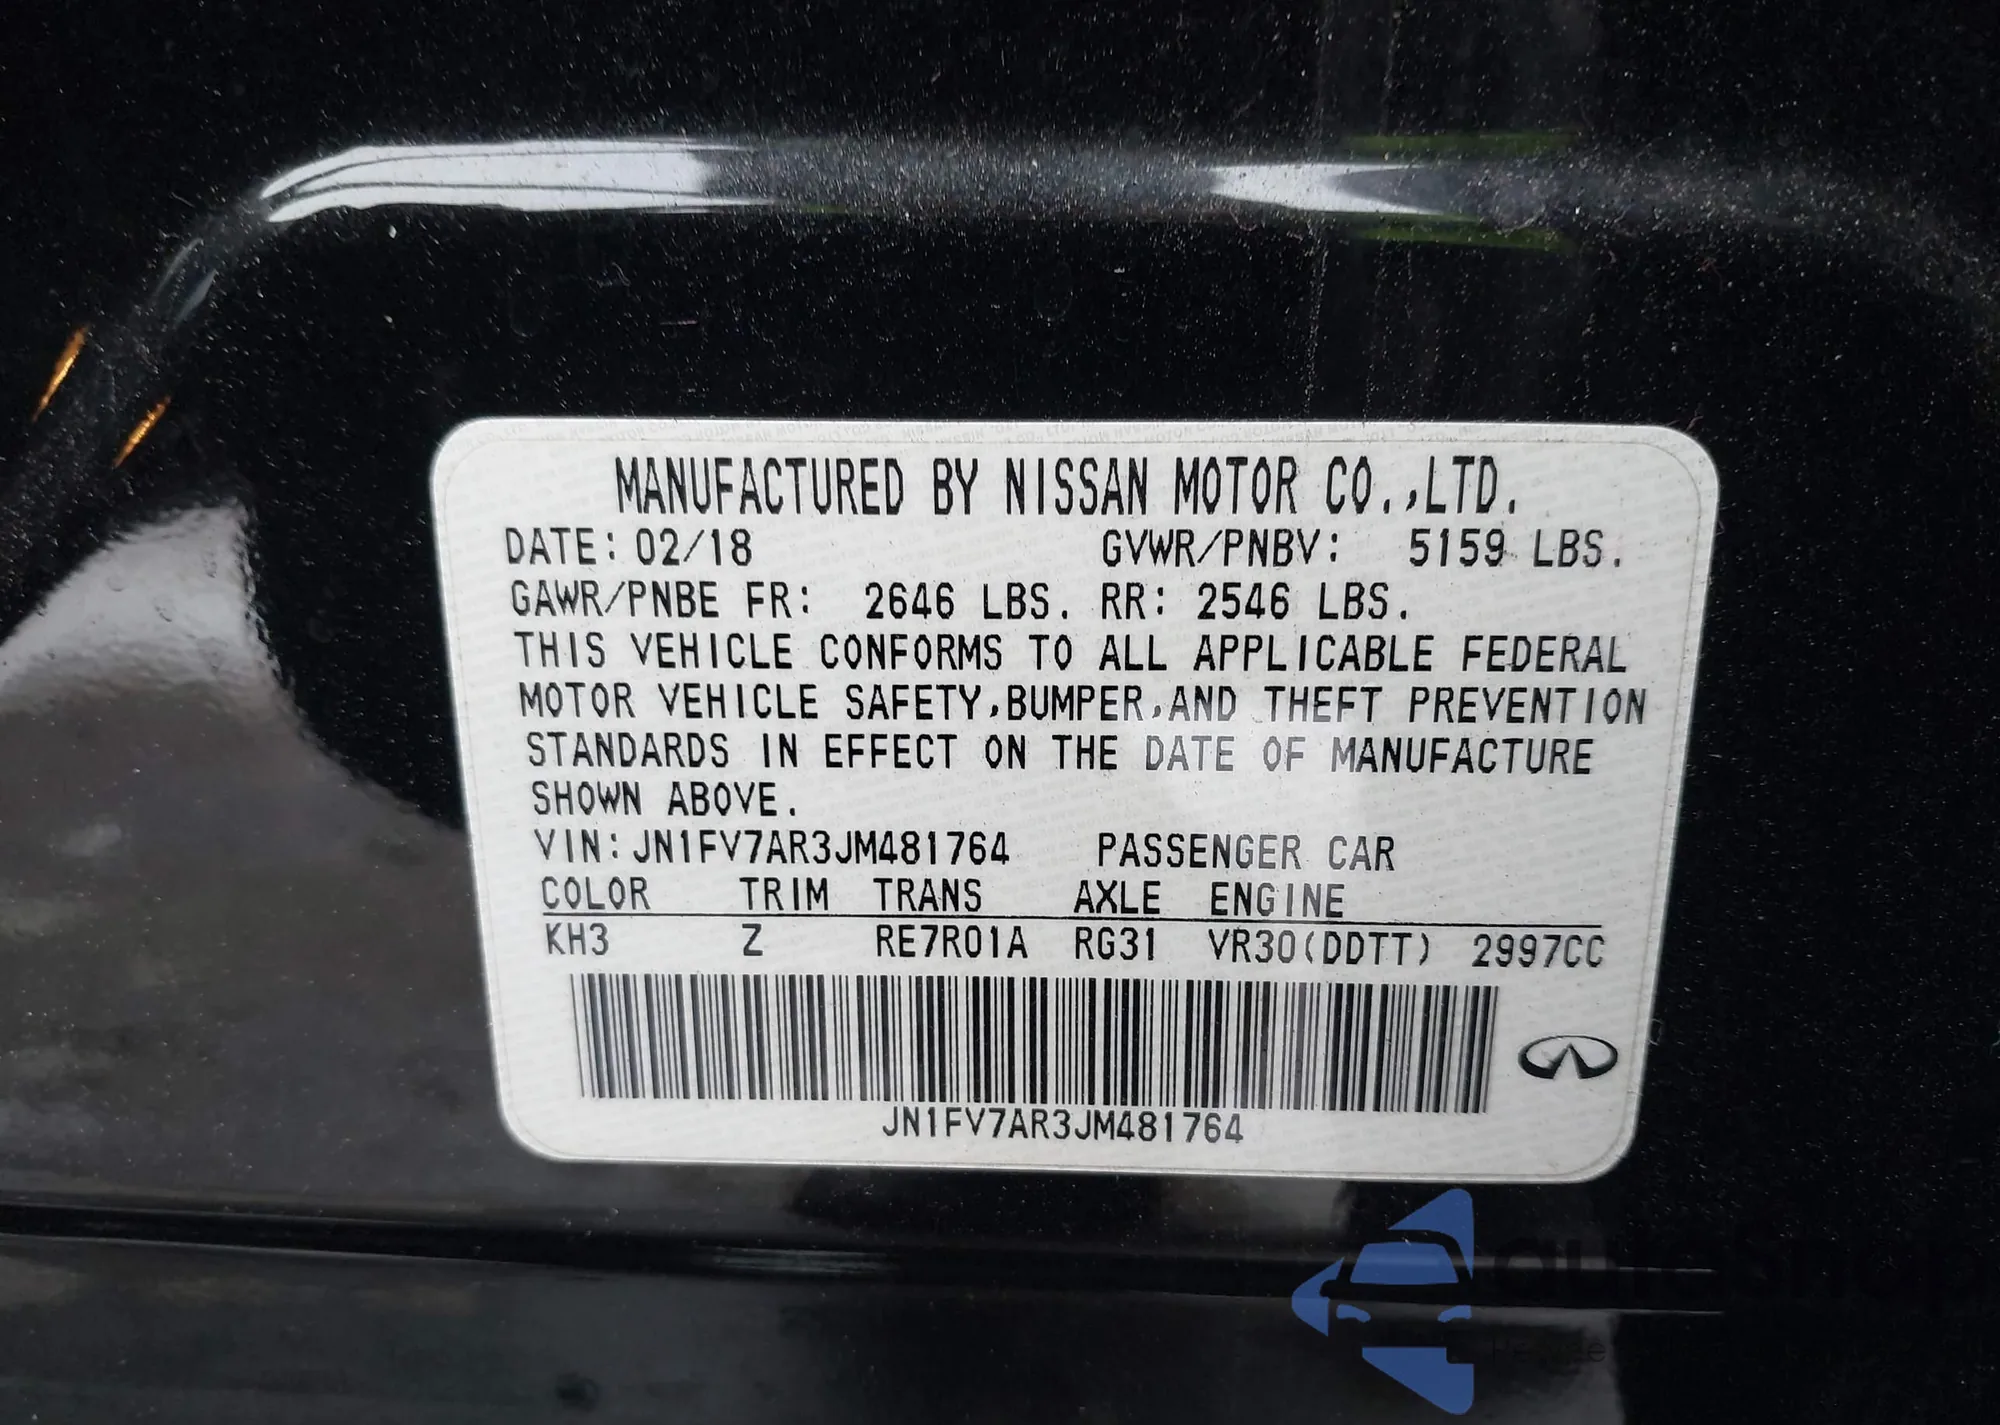 MANUFACTURED BY NISSAN MOTOR CO.,LTD.
DATE: 02/18 GVWR/PNBV: 5159 LBS.
GAWR/PNBE FR: 2646 LBS. RR: 2546 LBS.
THIS VEHICLE CONFORMS TO ALL APPLICABLE FEDERAL
MOTOR VEHICLE SAFETY,BUMPER,AND THEFT PREVENTION
STANDARDS IN EFFECT ON THE DATE OF MANUFACTURE
SHOWN ABOVE.
VIN:JN1FV7AR3JM481764 PASSENGER CAR
COLOR TRIM TRANS AXLE ENGINE
KH3 Z RE7R01A RG31 VR30(DDTT) 2997CC
JN1FV7AR3JM481764